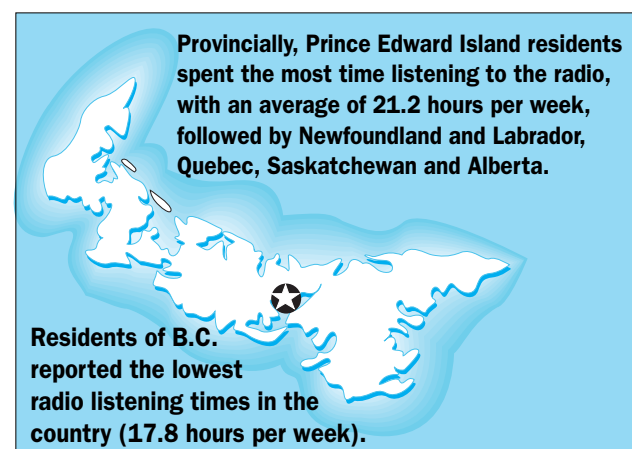 Provincially, Prince Edward Island residents
spent the most time listening to the radio,
with an average of 21.2 hours per week,
followed by Newfoundland and Labrador,
Quebec, Saskatchewan and Alberta.
Residents of B.C.
reported the lowest
radio listening times in the
country (17.8 hours per week).